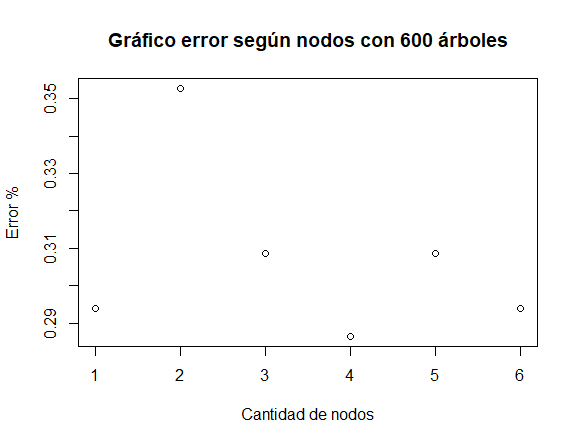 Gráfico error según nodos con 600 árboles
Error %
0.35
0.33
0.31
0.29
1 2 3 4 5 6
Cantidad de nodos